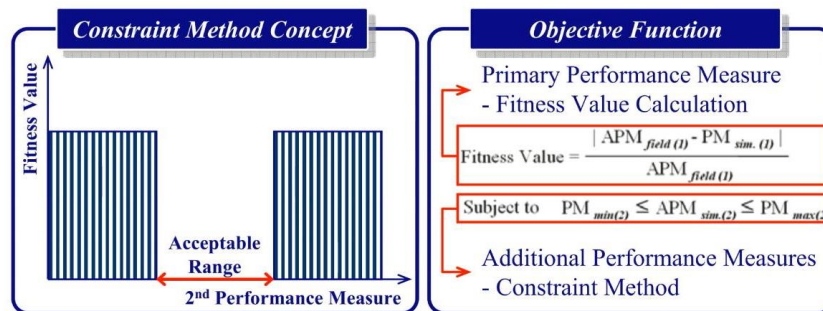 Constraint Method Concept
Fitness Value
Acceptable
Range
2nd Performance Measure
Objective Function
Primary Performance Measure
- Fitness Value Calculation
Fitness Value = | APM field (1) - PM sim. (1) | / APM field (1)
Subject to PM min(2) ≤ APM sim.(2) ≤ PM max(2
Additional Performance Measures
- Constraint Method